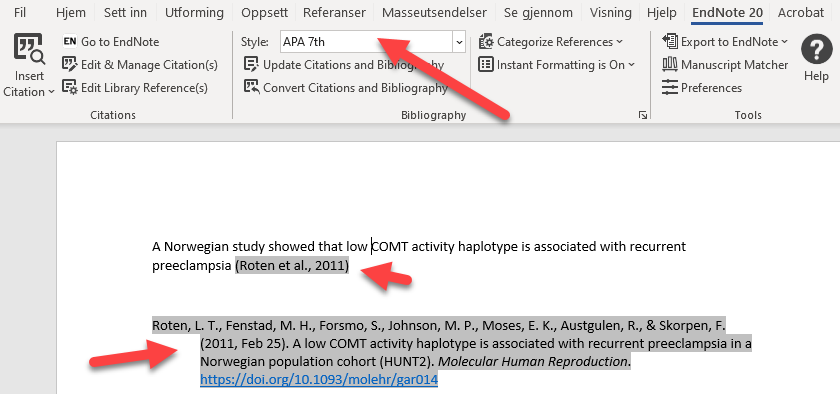 Fil Hjem Sett inn Utforming Oppsett Referanser Masseutsendelser Se gjennom Visning Hjelp EndNote 20 Acrobat
Insert
Citation
EN Go to EndNote
Edit & Manage Citation(s)
Edit Library Reference(s)
Citations
Style: APA 7th
Update Citations and Bibliography
Convert Citations and Bibliography
Categorize References
Instant Formatting is On
Bibliography
Export to EndNote
Manuscript Matcher
Preferences
Tools
?
Help
A Norwegian study showed that low COMT activity haplotype is associated with recurrent
preeclampsia (Roten et al., 2011)
Roten, L. T., Fenstad, M. H., Forsmo, S., Johnson, M. P., Moses, E. K., Austgulen, R., & Skorpen, F.
(2011, Feb 25). A low COMT activity haplotype is associated with recurrent preeclampsia in a
Norwegian population cohort (HUNT2). Molecular Human Reproduction.
https://doi.org/10.1093/molehr/gar014